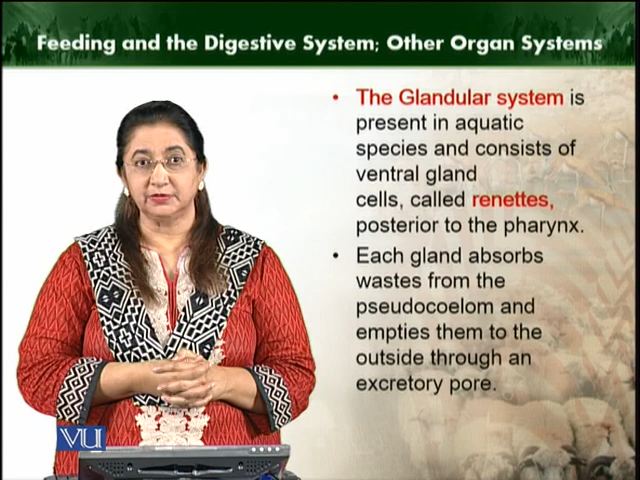 Feeding and the Digestive System; Other Organ Systems
• The Glandular system is
present in aquatic
species and consists of
ventral gland
cells, called renettes,
posterior to the pharynx.
• Each gland absorbs
wastes from the
pseudocoelom and
empties them to the
outside through an
excretory pore.
VU